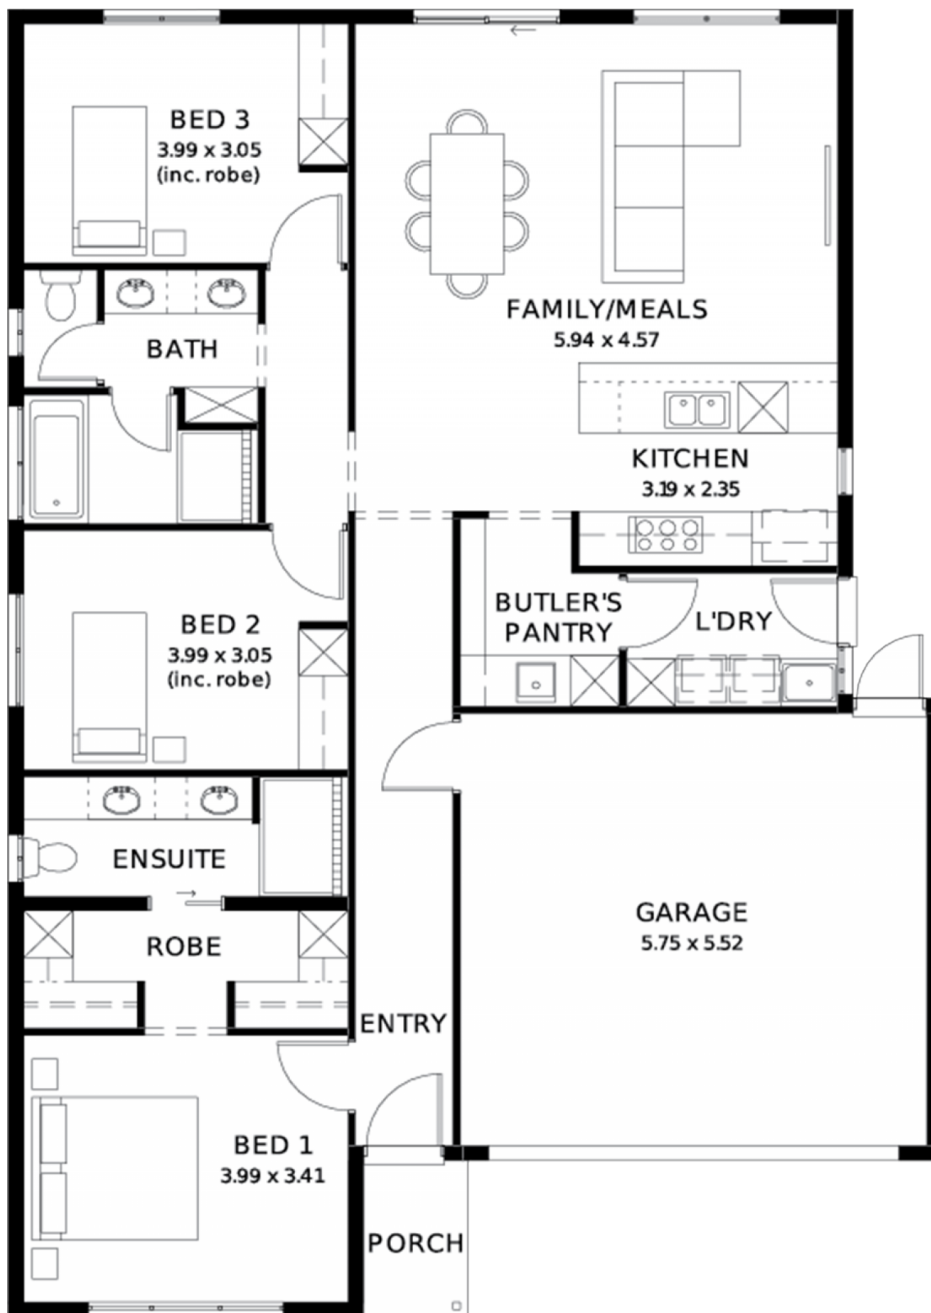 BED 3
3.99 x 3.05
(inc. robe)
FAMILY/MEALS
5.94 x 4.57
BATH
KITCHEN
3.19 x 2.35
BED 2
3.99 x 3.05
(inc. robe)
BUTLER'S
PANTRY
L'DRY
ENSUITE
ROBE
GARAGE
5.75 x 5.52
ENTRY
BED 1
3.99 x 3.41
PORCH